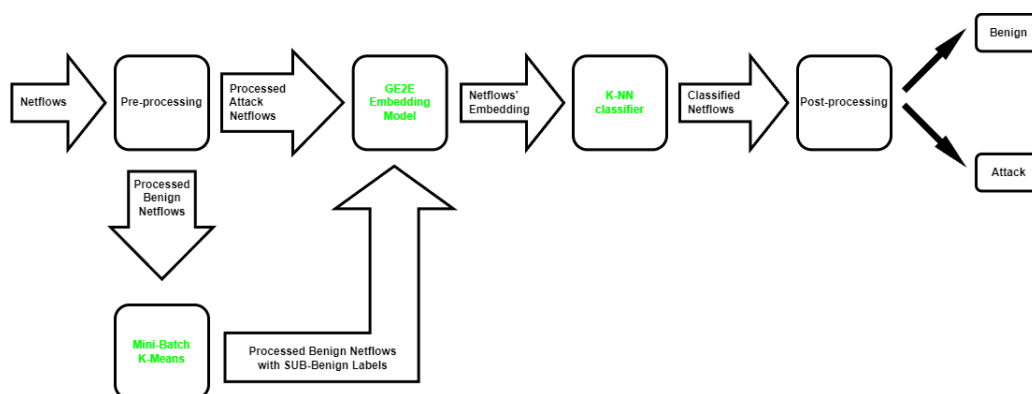 Netflows
Pre-processing
Processed
Attack
Netflows
GE2E
Embedding
Model
Netflows'
Embedding
K-NN
classifier
Classified
Netflows
Post-processing
Benign
Attack
Processed
Benign
Netflows
Mini-Batch
K-Means
Processed Benign Netflows
with SUB-Benign Labels